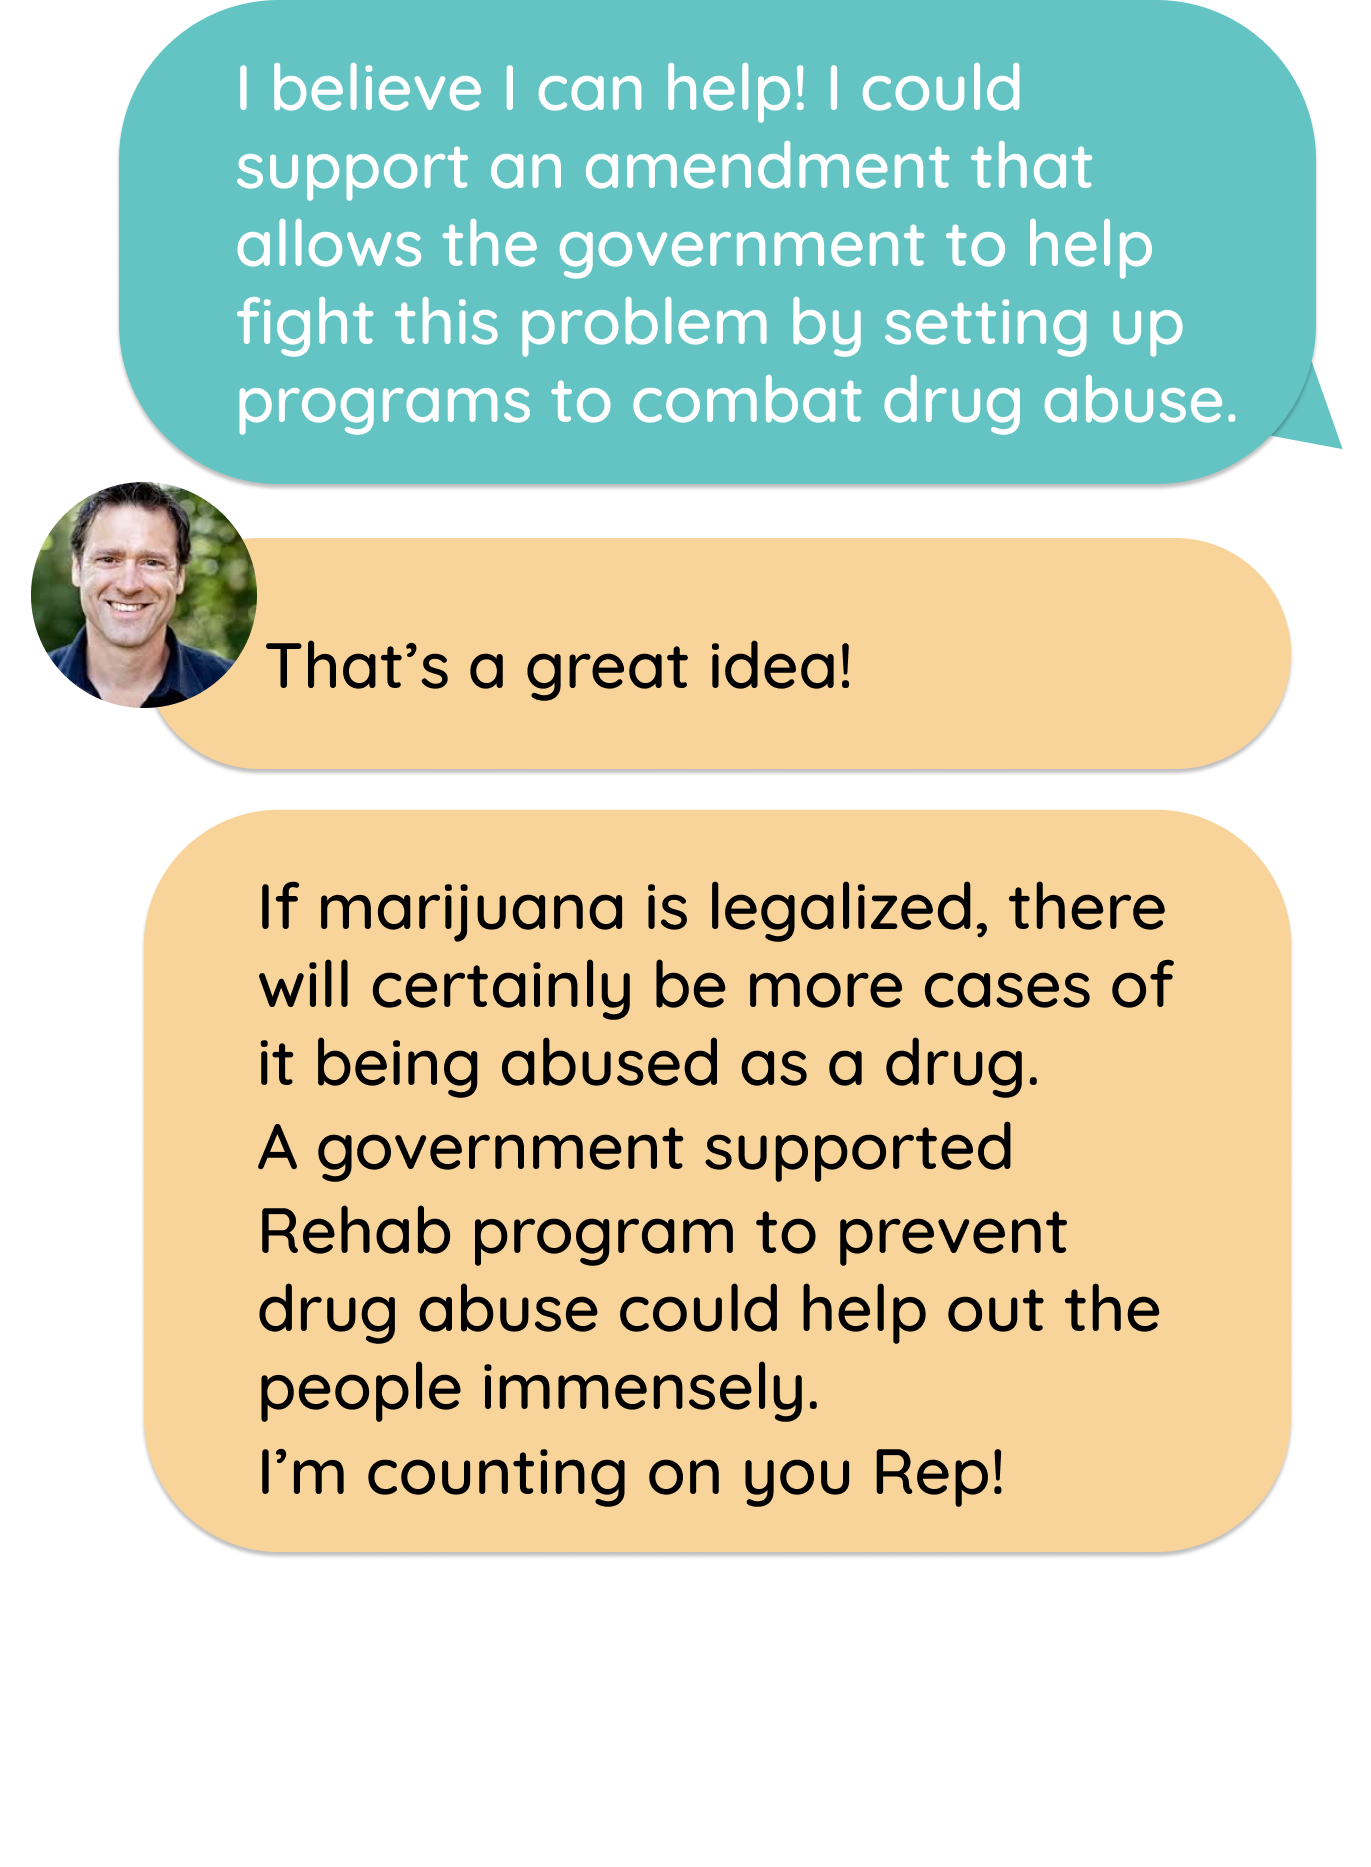 I believe I can help! I could
support an amendment that
allows the government to help
fight this problem by setting up
programs to combat drug abuse.
That’s a great idea!
If marijuana is legalized, there
will certainly be more cases of
it being abused as a drug.
A government supported
Rehab program to prevent
drug abuse could help out the
people immensely.
I’m counting on you Rep!